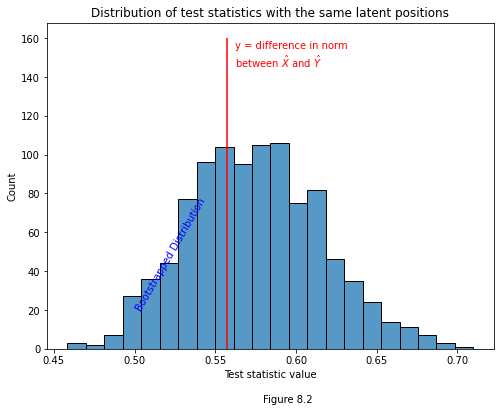 Distribution of test statistics with the same latent positions
160
140
120
100
80
60
40
20
0
Count
y = difference in norm
between X̂ and Ŷ
Bootstrapped Distribution
0.45 0.50 0.55 0.60 0.65 0.70
Test statistic value
Figure 8.2